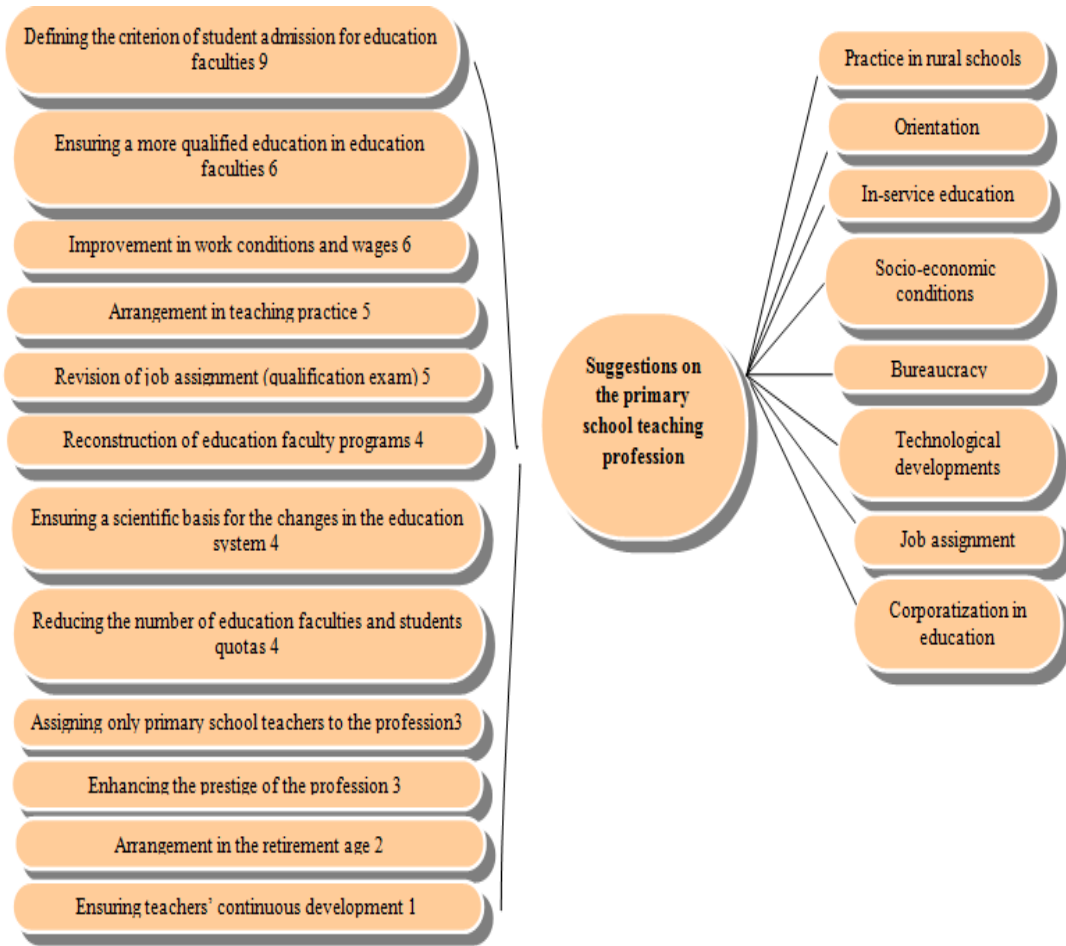 Defining the criterion of student admission for education
faculties 9
Ensuring a more qualified education in education
faculties 6
Improvement in work conditions and wages 6
Arrangement in teaching practice 5
Revision of job assignment (qualification exam) 5
Reconstruction of education faculty programs 4
Ensuring a scientific basis for the changes in the education
system 4
Reducing the number of education faculties and students
quotas 4
Assigning only primary school teachers to the profession3
Enhancing the prestige of the profession 3
Arrangement in the retirement age 2
Ensuring teachers’ continuous development 1
Suggestions on
the primary
school teaching
profession
Practice in rural schools
Orientation
In-service education
Socio-economic
conditions
Bureaucracy
Technological
developments
Job assignment
Corporatization in
education